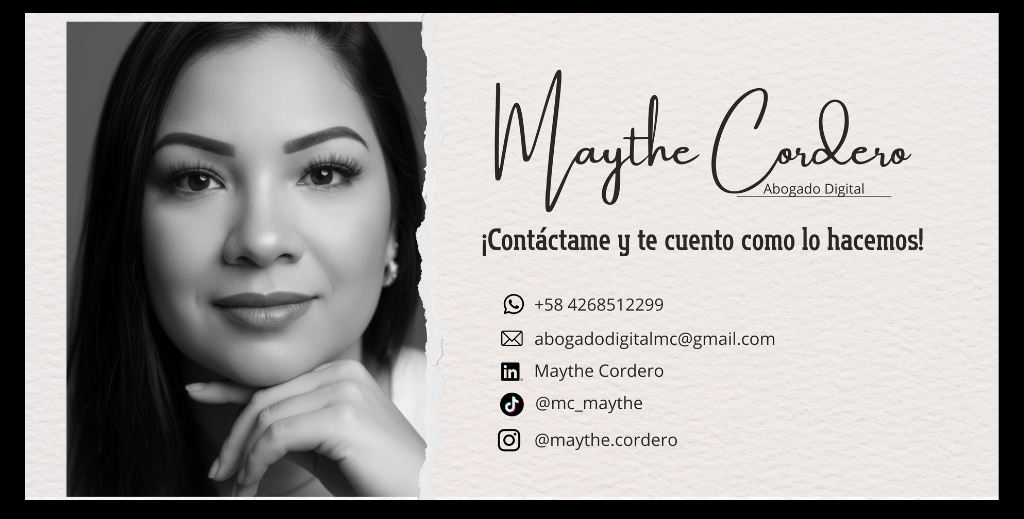 Maythe Cordero
Abogado Digital
¡Contáctame y te cuento como lo hacemos!
+58 4268512299
abogadodigitalmc@gmail.com
in Maythe Cordero
@mc_maythe
@maythe.cordero